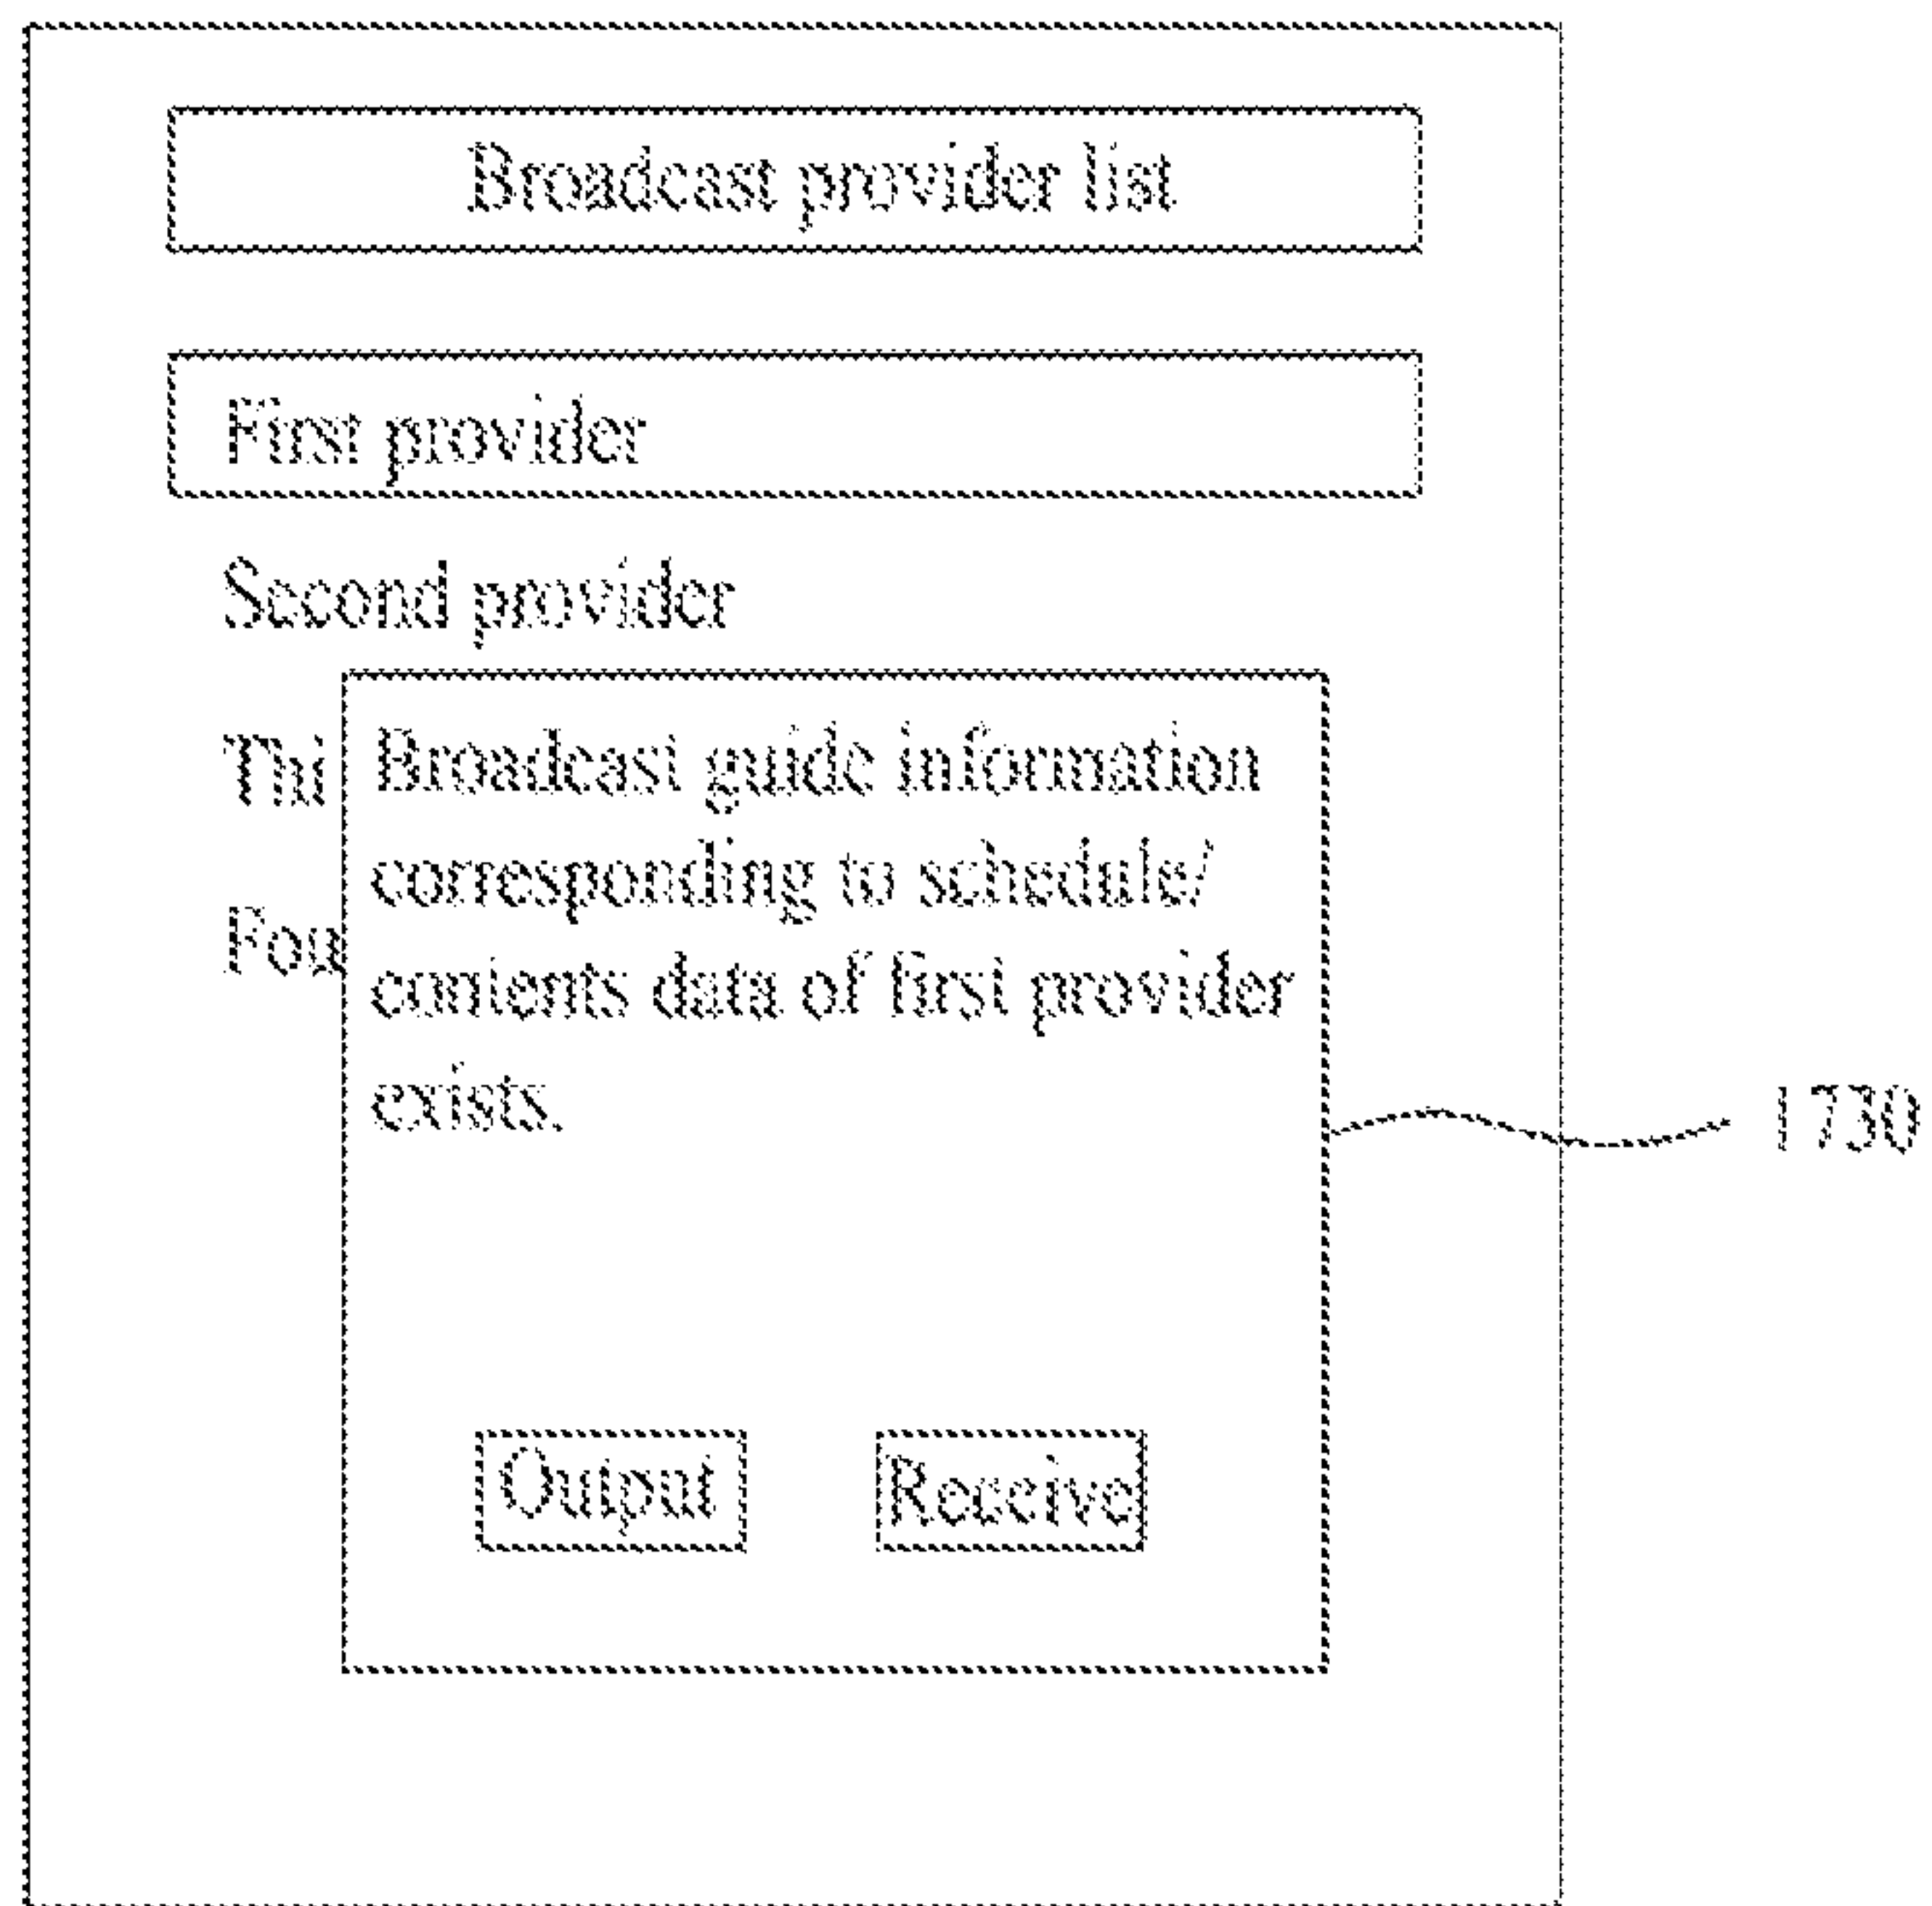 Broadcast provider list
First provider
Second provider
Thi
Fou
Broadcast guide information
corresponding to schedule/
contents data of first provider
exists.
Output
Receive
1730